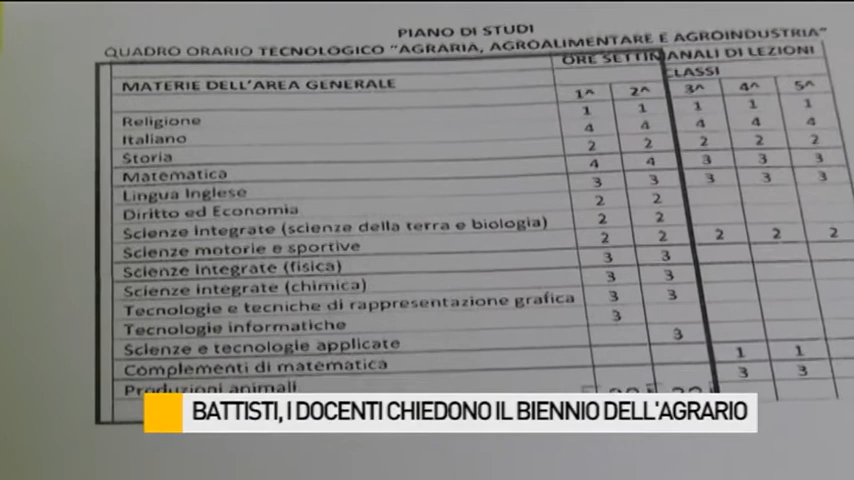 PIANO DI STUDI
QUADRO ORARIO TECNOLOGICO "AGRARIA, AGROALIMENTARE E AGROINDUSTRIA"
ORE SETTIMANALI DI LEZIONI
MATERIE DELL'AREA GENERALE
CLASSI
1^ 2^ 3^ 4^ 5^
Religione 1 1 1 1 1
Italiano 4 4 4 4 4
Storia 2 2 2 2 2
Matematica 4 4 3 3 3
Lingua Inglese 3 3 3 3 3
Diritto ed Economia 2 2
Scienze integrate (scienze della terra e biologia) 2 2
Scienze motorie e sportive 2 2 2 2 2
Scienze integrate (fisica) 3 3
Scienze integrate (chimica) 3 3
Tecnologie e tecniche di rappresentazione grafica 3 3
Tecnologie informatiche 3
Scienze e tecnologie applicate 3
Complementi di matematica 1 1
Produzioni animali 3 3
BATTISTI, I DOCENTI CHIEDONO IL BIENNIO DELL'AGRARIO